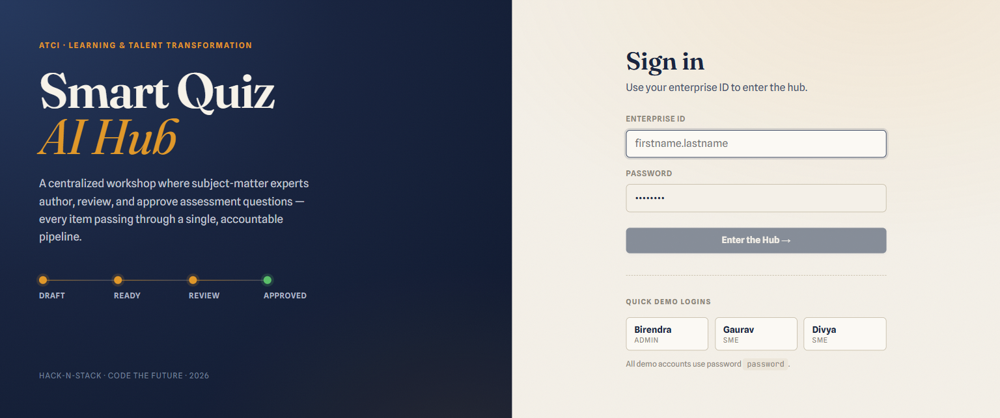 ATCI · LEARNING & TALENT TRANSFORMATION
Smart Quiz
AI Hub
A centralized workshop where subject-matter experts
author, review, and approve assessment questions —
every item passing through a single, accountable
pipeline.
DRAFT
READY
REVIEW
APPROVED
HACK-N-STACK · CODE THE FUTURE · 2026
Sign in
Use your enterprise ID to enter the hub.
ENTERPRISE ID
firstname.lastname
PASSWORD
••••••••
Enter the Hub →
QUICK DEMO LOGINS
Birendra
ADMIN
Gaurav
SME
Divya
SME
All demo accounts use password password .